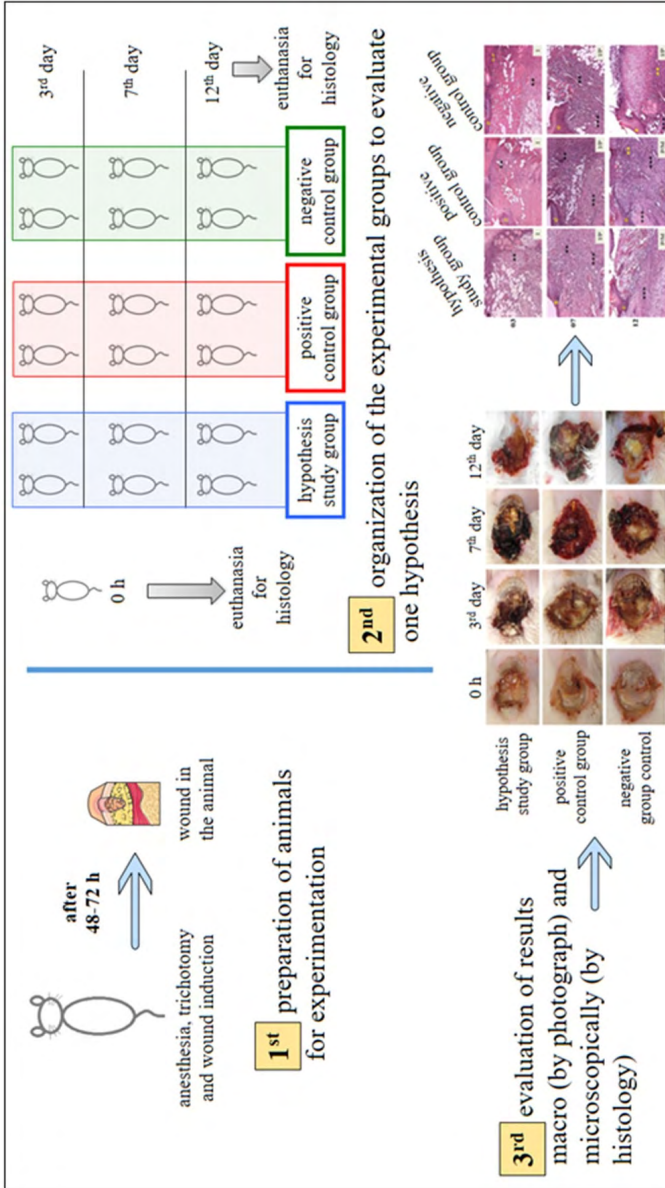 after
48-72 h
anesthesia, trichotomy
and wound induction
wound in
the animal
1st preparation of animals
for experimentation
0 h
euthanasia
for
histology
3rd day
7th day
12th day
euthanasia
for
histology
hypothesis
study group
positive
control group
negative
control group
2nd organization of the experimental groups to evaluate
one hypothesis
3rd evaluation of results
macro (by photograph) and
microscopically (by
histology)
0 h
3rd day
7th day
12th day
hypothesis
study group
positive
control group
negative
group control
hypothesis
study group
positive
control group
negative
control group
03
07
12